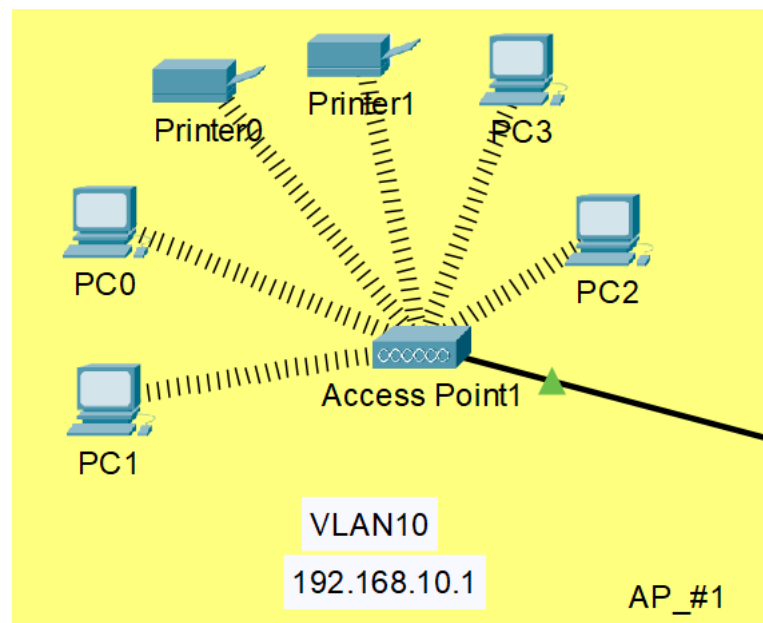 Printer0
Printer1
PC3
PC0
PC2
Access Point1
PC1
VLAN10
192.168.10.1
AP_#1